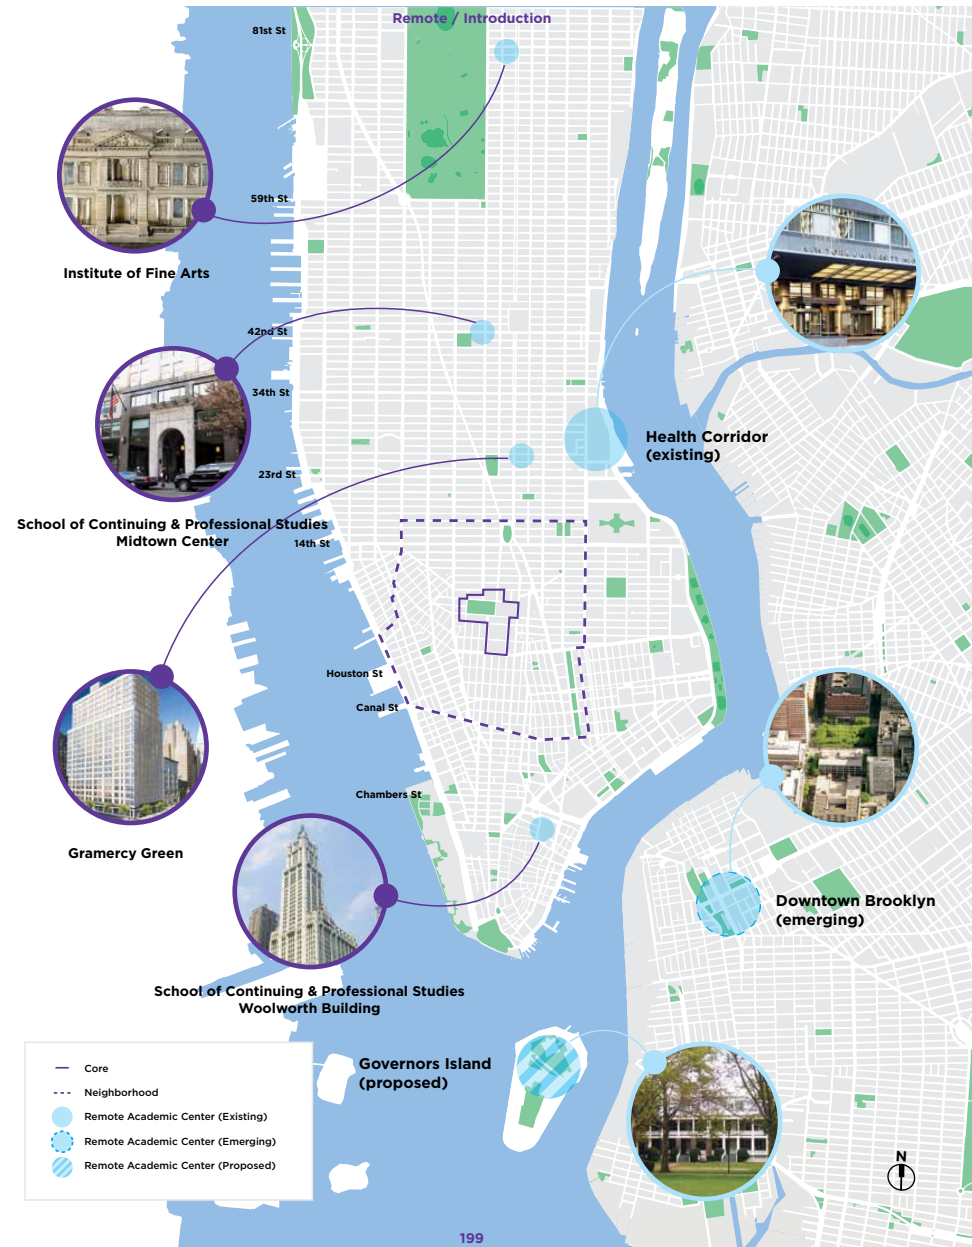 Remote / Introduction
81st St
59th St
Institute of Fine Arts
42nd St
34th St
Health Corridor
(existing)
23rd St
School of Continuing & Professional Studies
Midtown Center
14th St
Houston St
Canal St
Chambers St
Gramercy Green
Downtown Brooklyn
(emerging)
School of Continuing & Professional Studies
Woolworth Building
Governors Island
(proposed)
Core
Neighborhood
Remote Academic Center (Existing)
Remote Academic Center (Emerging)
Remote Academic Center (Proposed)
N
199